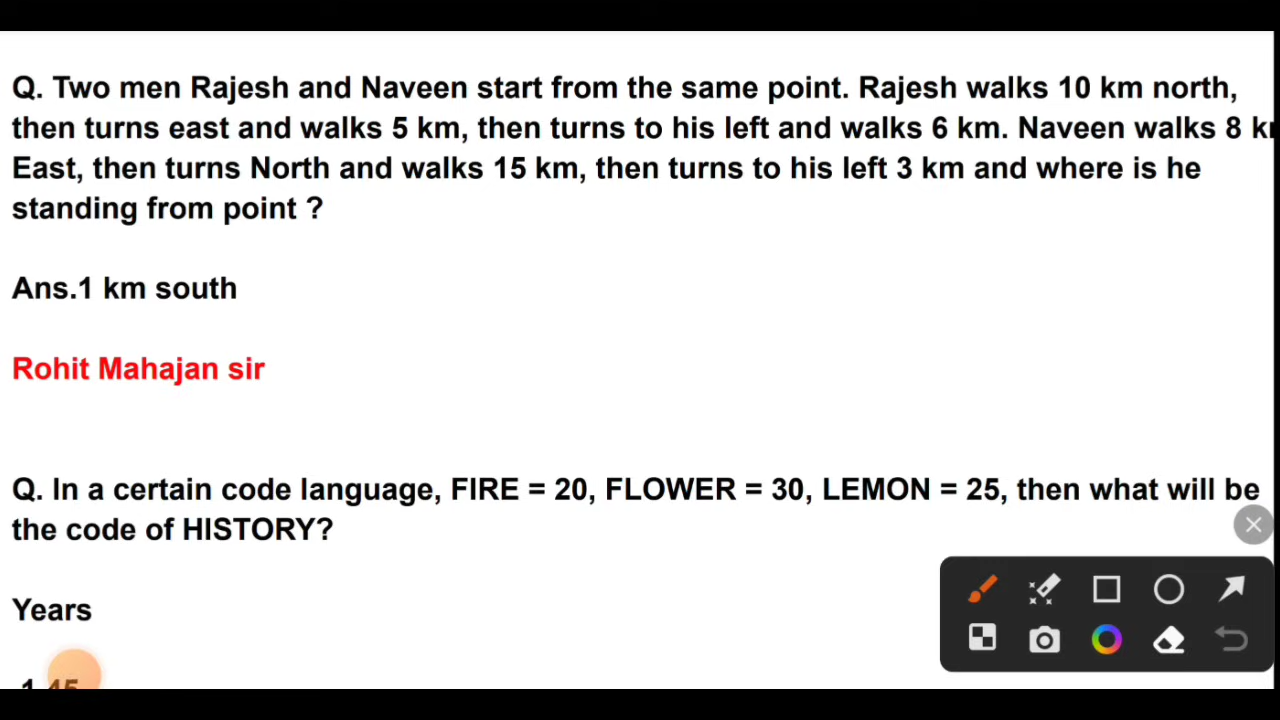 Q. Two men Rajesh and Naveen start from the same point. Rajesh walks 10 km north,
then turns east and walks 5 km, then turns to his left and walks 6 km. Naveen walks 8
East, then turns North and walks 15 km, then turns to his left 3 km and where is he
standing from point ?
Ans.1 km south
Rohit Mahajan sir
Q. In a certain code language, FIRE = 20, FLOWER = 30, LEMON = 25, then what will be
the code of HISTORY?
Years
1.45